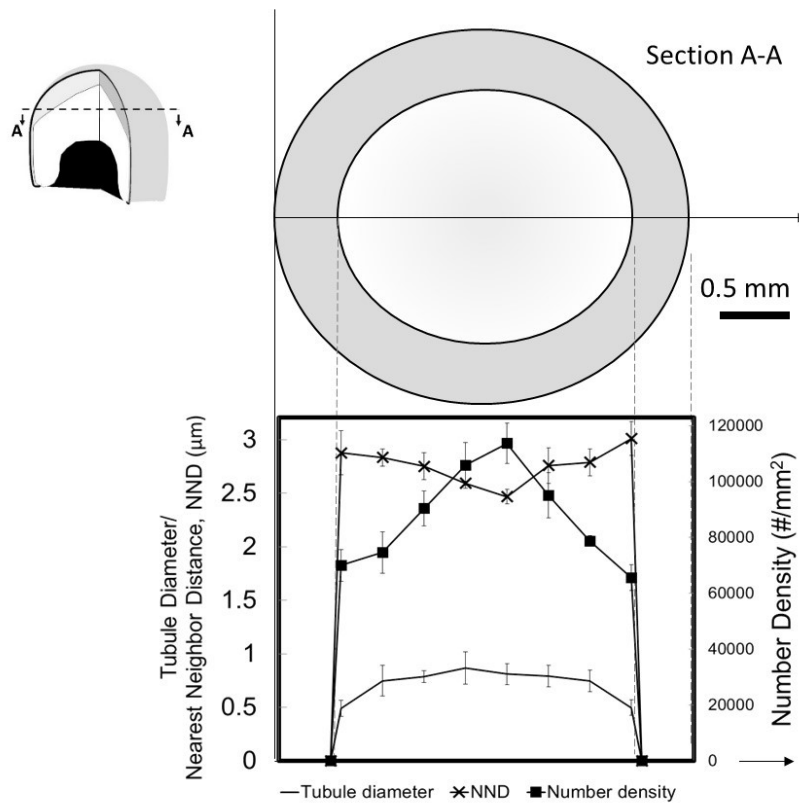 Section A-A
A A
0.5 mm
Tubule Diameter/
Nearest Neighbor Distance, NND (µm)
3
2.5
2
1.5
1
0.5
0
120000
100000
80000
60000
40000
20000
0
Number Density (#/mm²)
Tubule diameter NND Number density